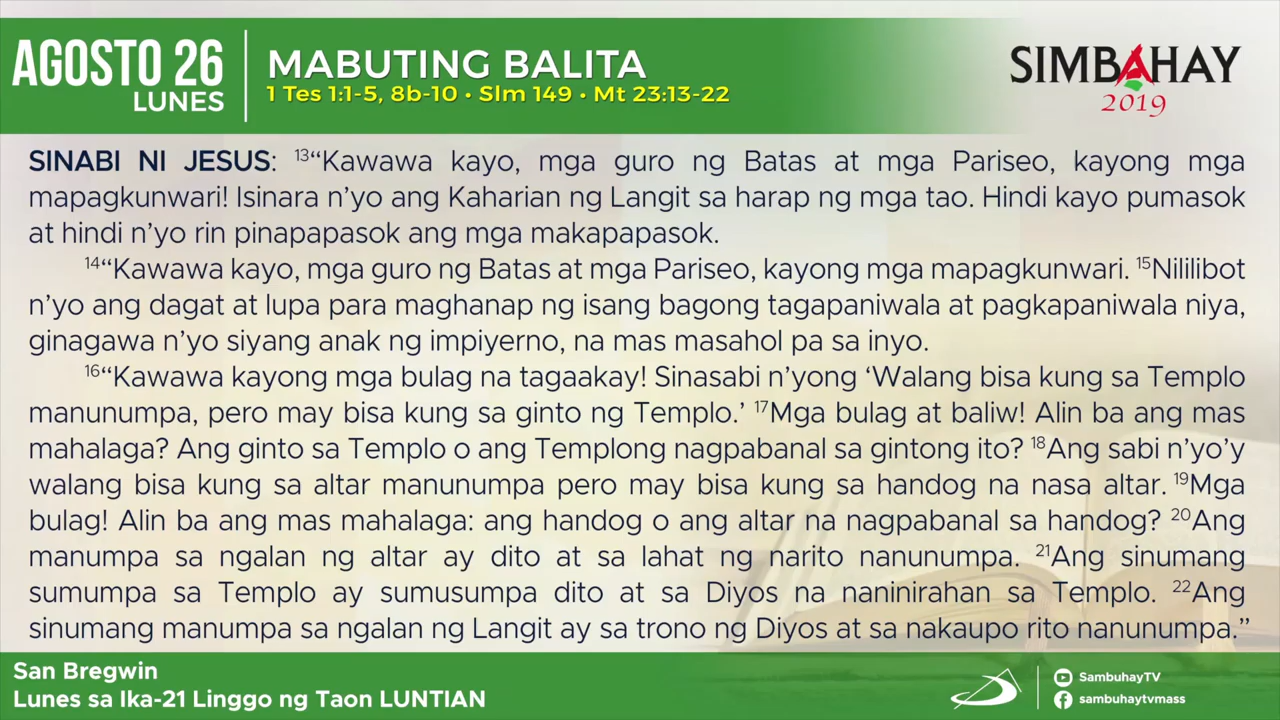 AGOSTO 26
LUNES
MABUTING BALITA
1 Tes 1:1-5, 8b-10 • Slm 149 • Mt 23:13-22
SIMBAHAY
2019
SINABI NI JESUS: 13“Kawawa kayo, mga guro ng Batas at mga Pariseo, kayong mga
mapagkunwari! Isinara n’yo ang Kaharian ng Langit sa harap ng mga tao. Hindi kayo pumasok
at hindi n’yo rin pinapapasok ang mga makapapasok.
14“Kawawa kayo, mga guro ng Batas at mga Pariseo, kayong mga mapagkunwari. 15Nililibot
n’yo ang dagat at lupa para maghanap ng isang bagong tagapaniwala at pagkapaniwala niya,
ginagawa n’yo siyang anak ng impiyerno, na mas masahol pa sa inyo.
16“Kawawa kayong mga bulag na tagaakay! Sinasabi n’yong ‘Walang bisa kung sa Templo
manunumpa, pero may bisa kung sa ginto ng Templo.’ 17Mga bulag at baliw! Alin ba ang mas
mahalaga? Ang ginto sa Templo o ang Templong nagpabanal sa gintong ito? 18Ang sabi n’yo’y
walang bisa kung sa altar manunumpa pero may bisa kung sa handog na nasa altar. 19Mga
bulag! Alin ba ang mas mahalaga: ang handog o ang altar na nagpabanal sa handog? 20Ang
manumpa sa ngalan ng altar ay dito at sa lahat ng narito nanunumpa. 21Ang sinumang
sumumpa sa Templo ay sumusumpa dito at sa Diyos na naninirahan sa Templo. 22Ang
sinumang manumpa sa ngalan ng Langit ay sa trono ng Diyos at sa nakaupo rito nanunumpa.”
San Bregwin
Lunes sa Ika-21 Linggo ng Taon LUNTIAN
SambuhayTV
sambuhaytvmass